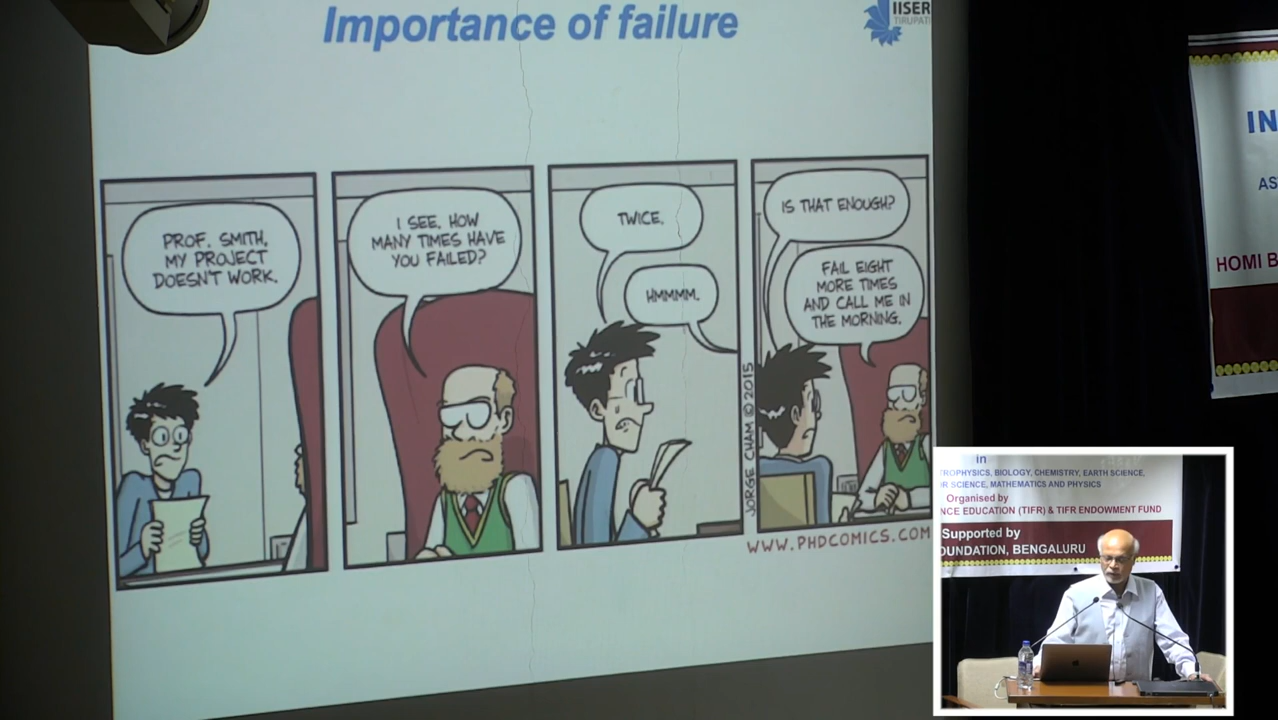 Importance of failure
IISER
TIRUPATI
PROF. SMITH,
MY PROJECT
DOESN'T WORK.
I SEE. HOW
MANY TIMES HAVE
YOU FAILED?
TWICE.
HMMMM.
IS THAT ENOUGH?
FAIL EIGHT
MORE TIMES
AND CALL ME IN
THE MORNING.
JORGE CHAM © 2015
WWW.PHDCOMICS.COM
IN
AS
HOMI B
in
TROPHYSICS, BIOLOGY, CHEMISTRY, EARTH SCIENCE,
R SCIENCE, MATHEMATICS AND PHYSICS
Organised by
NCE EDUCATION (TIFR) & TIFR ENDOWMENT FUND
Supported by
OUNDATION, BENGALURU